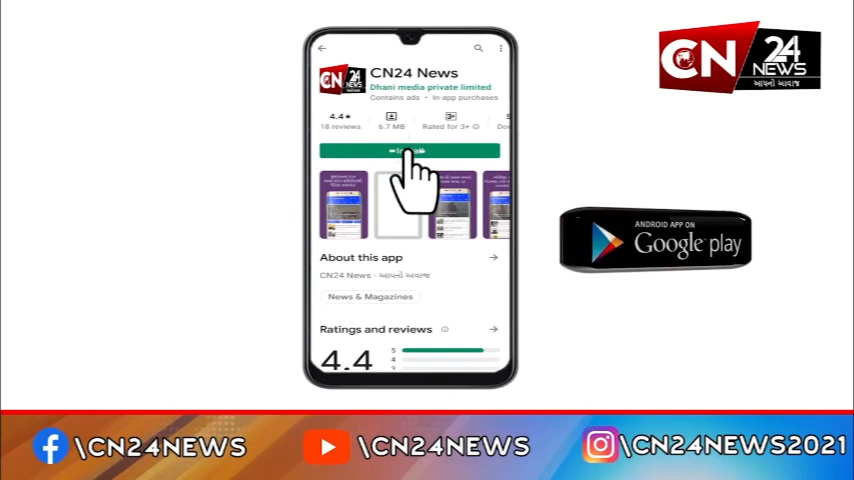 CN24 News
Dhani media private limited
Contains ads • In-app purchases
4.4★
18 reviews
6.7 MB
3+
Rated for 3+
CN 24
NEWS
આપનો અવાજ
ANDROID APP ON
Google play
About this app
CN24 News - આપનો અવાજ
News & Magazines
Ratings and reviews
4.4
5
4
3
\CN24NEWS
\CN24NEWS
\CN24NEWS2021